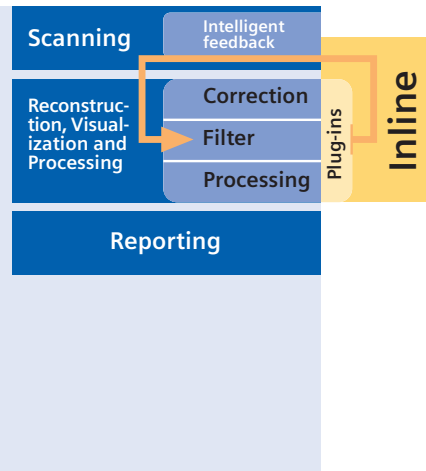 Scanning
Intelligent
feedback
Reconstruc-
tion, Visual-
ization and
Processing
Correction
Filter
Processing
Plug-ins
Inline
Reporting